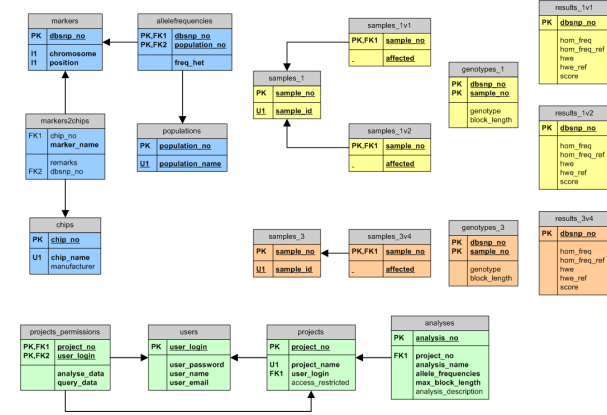 markers
PK dbsnp_no
I1 chromosome
I1 position
allelefrequencies
PK,FK1 dbsnp_no
PK,FK2 population_no
freq_het
markers2chips
FK1 chip_no
marker_name
remarks
FK2 dbsnp_no
populations
PK population_no
U1 population_name
chips
PK chip_no
U1 chip_name
manufacturer
samples_1v1
PK,FK1 sample_no
_ affected
samples_1
PK sample_no
U1 sample_id
samples_1v2
PK,FK1 sample_no
_ affected
genotypes_1
PK dbsnp_no
PK sample_no
genotype
block_length
results_1v1
PK dbsnp_no
hom_freq
hom_freq_ref
hwe
hwe_ref
score
results_1v2
PK dbsnp_no
hom_freq
hom_freq_ref
hwe
hwe_ref
score
samples_3
PK sample_no
U1 sample_id
samples_3v4
PK,FK1 sample_no
_ affected
genotypes_3
PK dbsnp_no
PK sample_no
genotype
block_length
results_3v4
PK dbsnp_no
hom_freq
hom_freq_ref
hwe
hwe_ref
score
projects_permissions
PK,FK1 project_no
PK,FK2 user_login
analyse_data
query_data
users
PK user_login
user_password
user_name
user_email
projects
PK project_no
U1 project_name
FK1 user_login
access_restricted
analyses
PK analysis_no
FK1 project_no
analysis_name
allele_frequencies
max_block_length
analysis_description